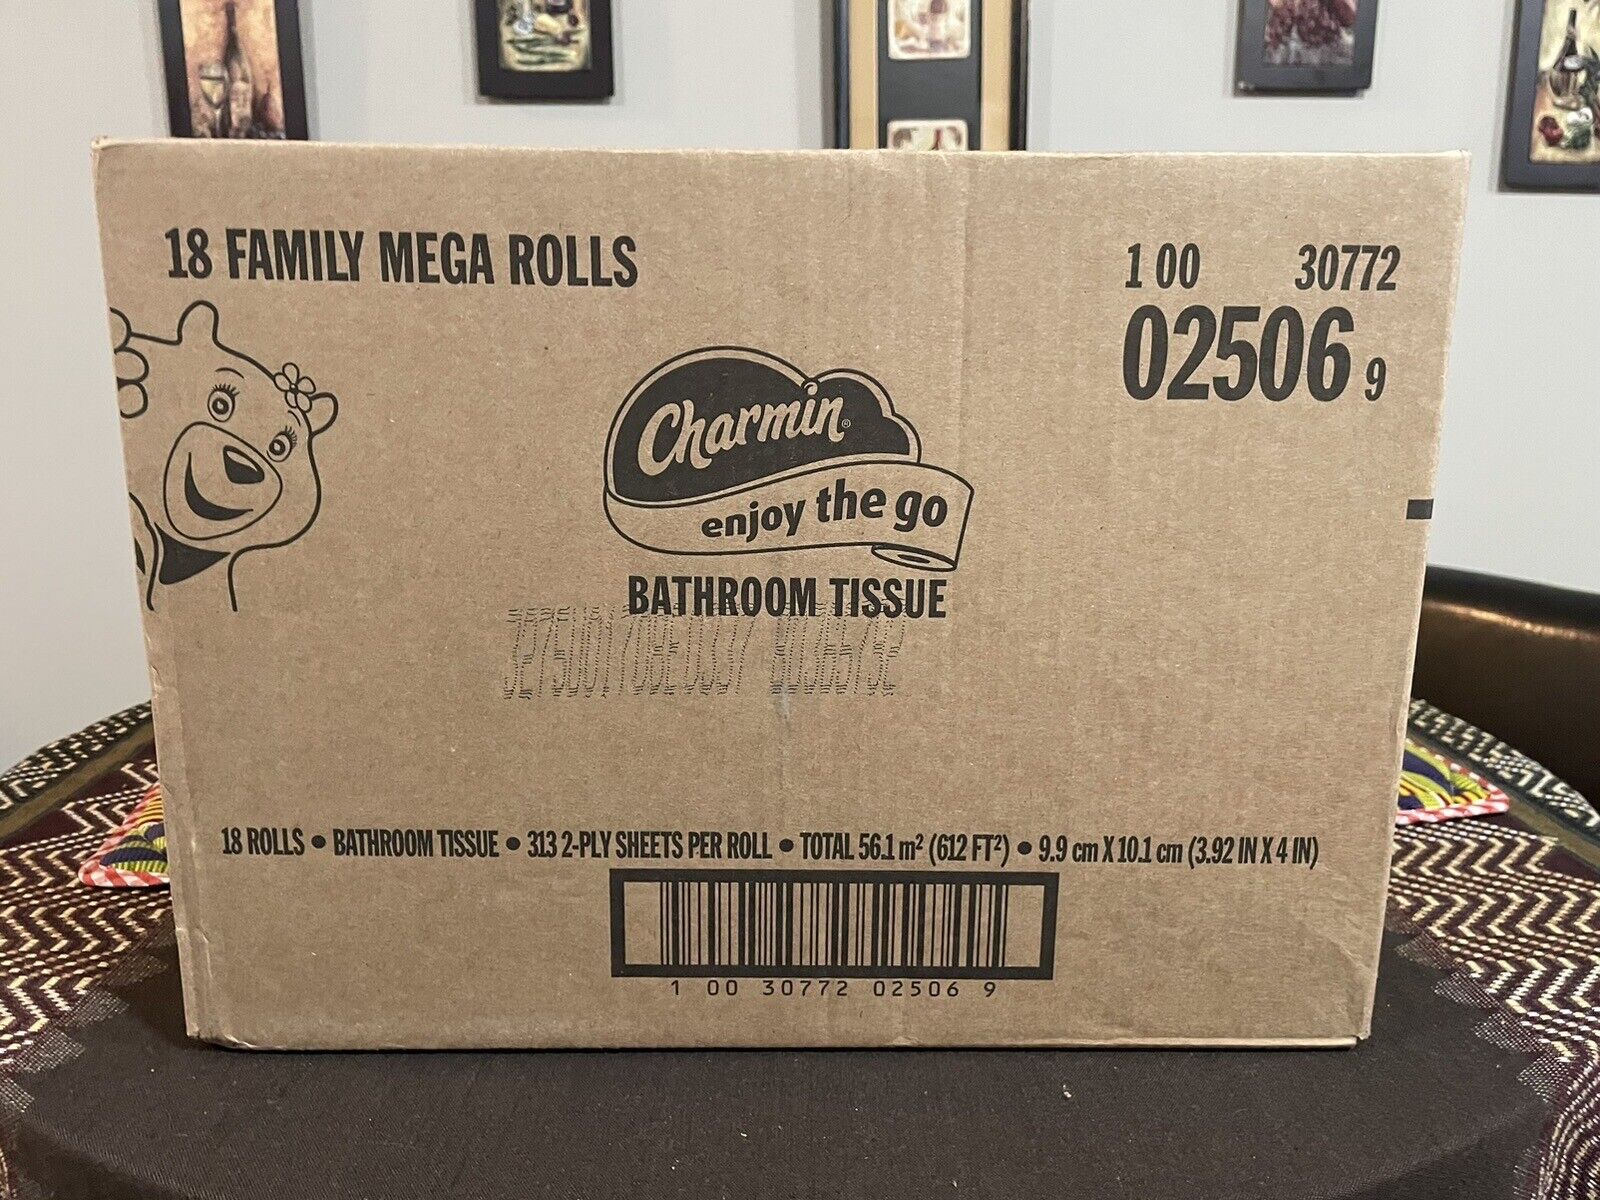 18 FAMILY MEGA ROLLS
1 00 30772
02506 9
Charmin®
enjoy the go
BATHROOM TISSUE
18 ROLLS • BATHROOM TISSUE • 313 2-PLY SHEETS PER ROLL • TOTAL 56.1 m² (612 FT²) • 9.9 cm X 10.1 cm (3.92 IN X 4 IN)
1 00 30772 02506 9